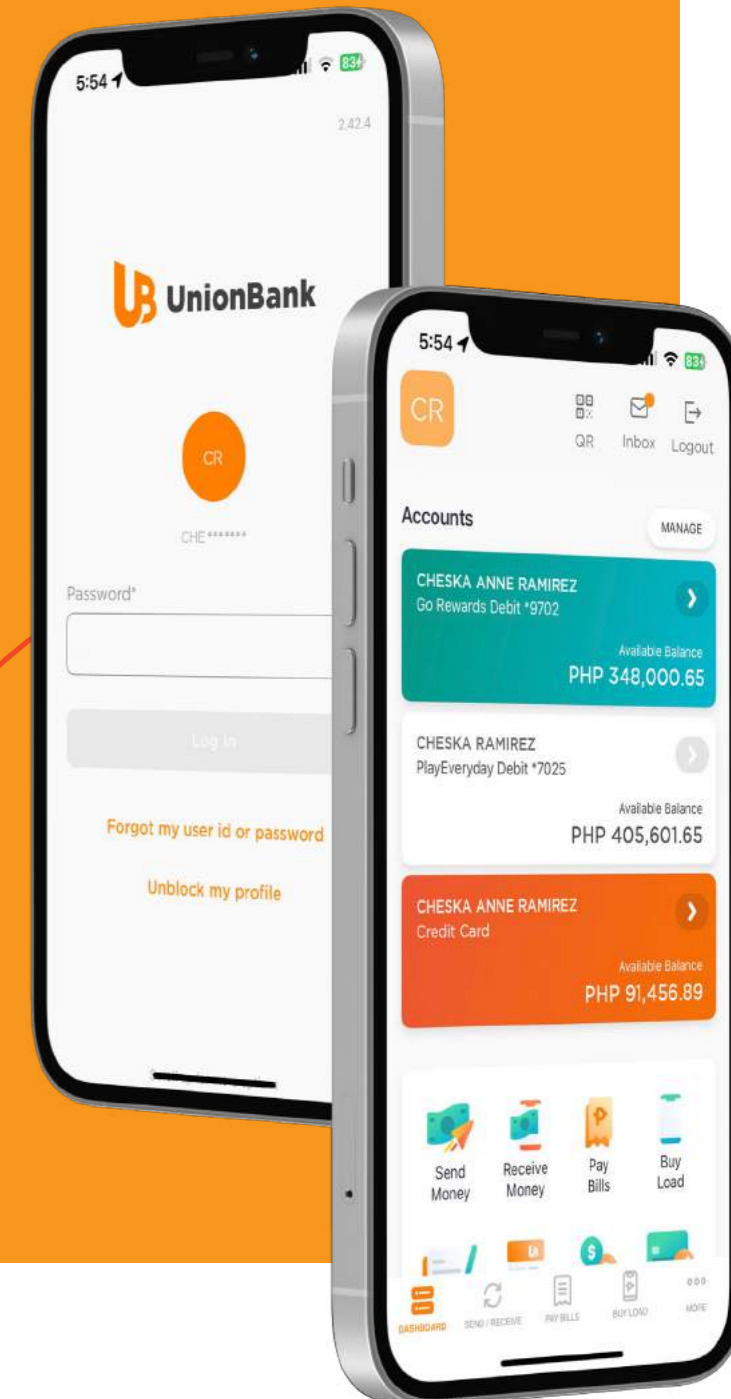 5:54
83
2.42.4
UB UnionBank
CR
CHE*******
Password*
Log In
Forgot my user id or password
Unblock my profile
5:54
83
CR
QR
Inbox
Logout
Accounts
MANAGE
CHESKA ANNE RAMIREZ
Go Rewards Debit *9702
Available Balance
PHP 348,000.65
CHESKA RAMIREZ
PlayEveryday Debit *7025
Available Balance
PHP 405,601.65
CHESKA ANNE RAMIREZ
Credit Card
Available Balance
PHP 91,456.89
Send Money
Receive Money
Pay Bills
Buy Load
DASHBOARD
SEND / RECEIVE
PAY BILLS
BUY LOAD
MORE